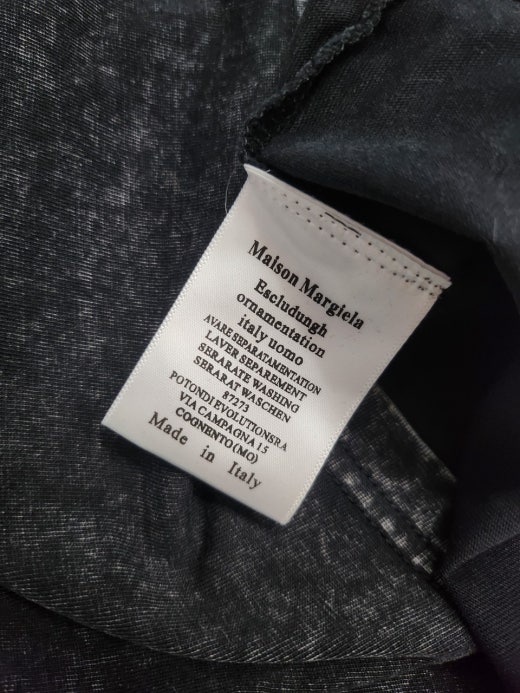 Maison Margiela
Escludungh
ornamentation
italy uomo
AVARE SEPARATAMENTATION
LAVER SEPAREMENT
SERARATE WASHING
SERARAT WASCHEN
87273
POTONDI EVOLUTIONSRA
VIA CAMPAGNA 15
COGNENTO(MO)
Made in Italy